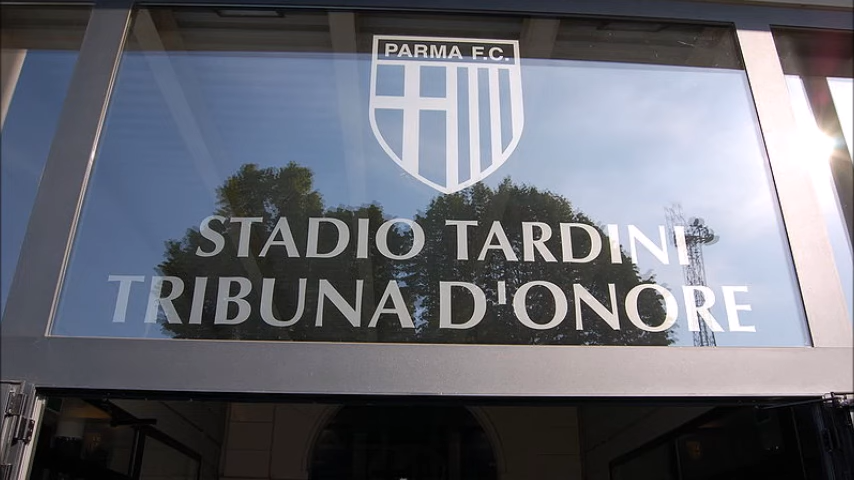 PARMA F.C.
STADIO TARDINI
TRIBUNA D'ONORE